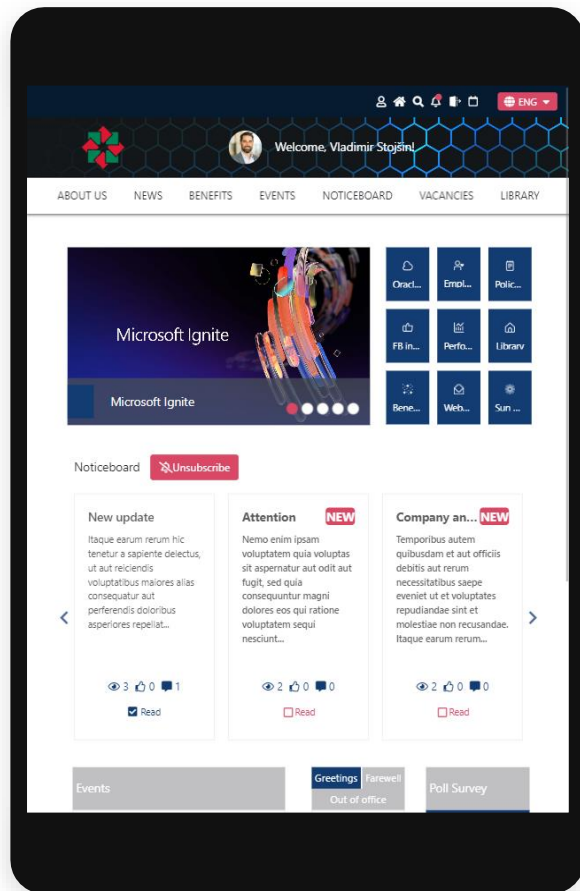 ENG
Welcome, Vladimir Stojšin!
ABOUT US NEWS BENEFITS EVENTS NOTICEBOARD VACANCIES LIBRARY
Microsoft Ignite
Microsoft Ignite
Oracl... Empl... Polic...
FB in... Perfo... Library
Bene... Web... Sun ...
Noticeboard Unsubscribe
New update
Itaque earum rerum hic
tenetur a sapiente delectus,
ut aut reiciendis
voluptatibus maiores alias
consequatur aut
perferendis doloribus
asperiores repellat...
3 0 1
Read
Attention NEW
Nemo enim ipsam
voluptatem quia voluptas
sit aspernatur aut odit aut
fugit, sed quia
consequuntur magni
dolores eos qui ratione
voluptatem sequi
nesciunt...
2 0 0
Read
Company an... NEW
Temporibus autem
quibusdam et aut officiis
debitis aut rerum
necessitatibus saepe
eveniet ut et voluptates
repudiandae sint et
molestiae non recusandae.
Itaque earum rerum...
2 0 0
Read
Events
Greetings Farewell
Out of office
Poll Survey